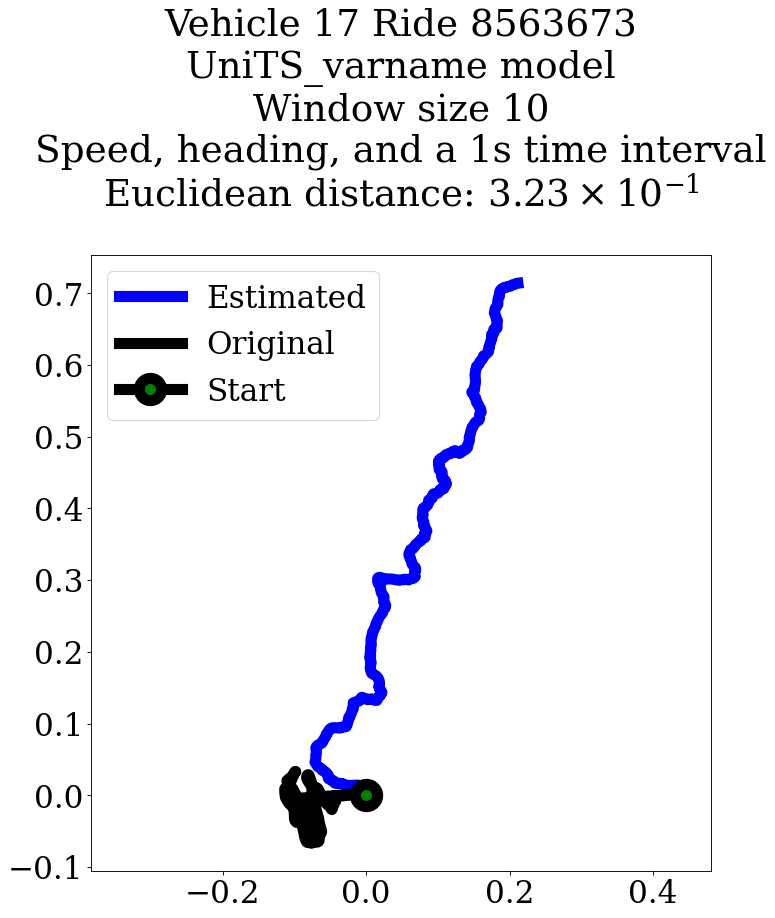 Vehicle 17 Ride 8563673
UniTS_varname model
Window size 10
Speed, heading, and a 1s time interval
Euclidean distance: 3.23 × 10⁻¹
Estimated
Original
Start
0.7
0.6
0.5
0.4
0.3
0.2
0.1
0.0
−0.1
−0.2 0.0 0.2 0.4